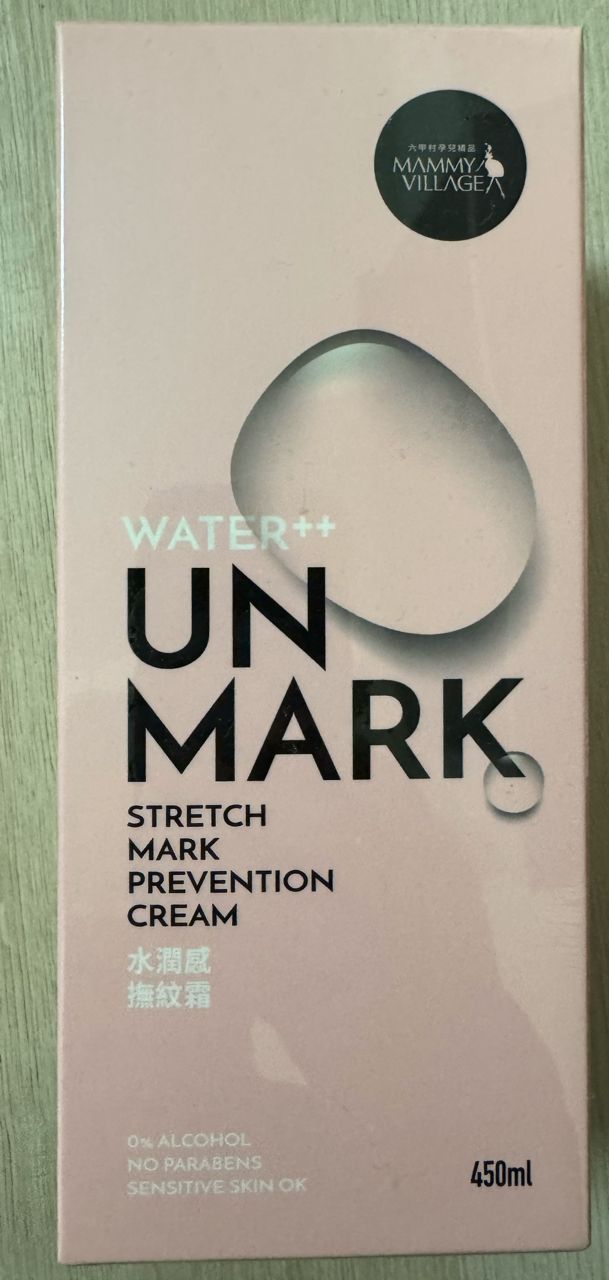 六甲村孕兒精品
MAMMY
VILLAGE
WATER++
UN
MARK
STRETCH
MARK
PREVENTION
CREAM
水潤感
撫紋霜
0% ALCOHOL
NO PARABENS
SENSITIVE SKIN OK
450ml